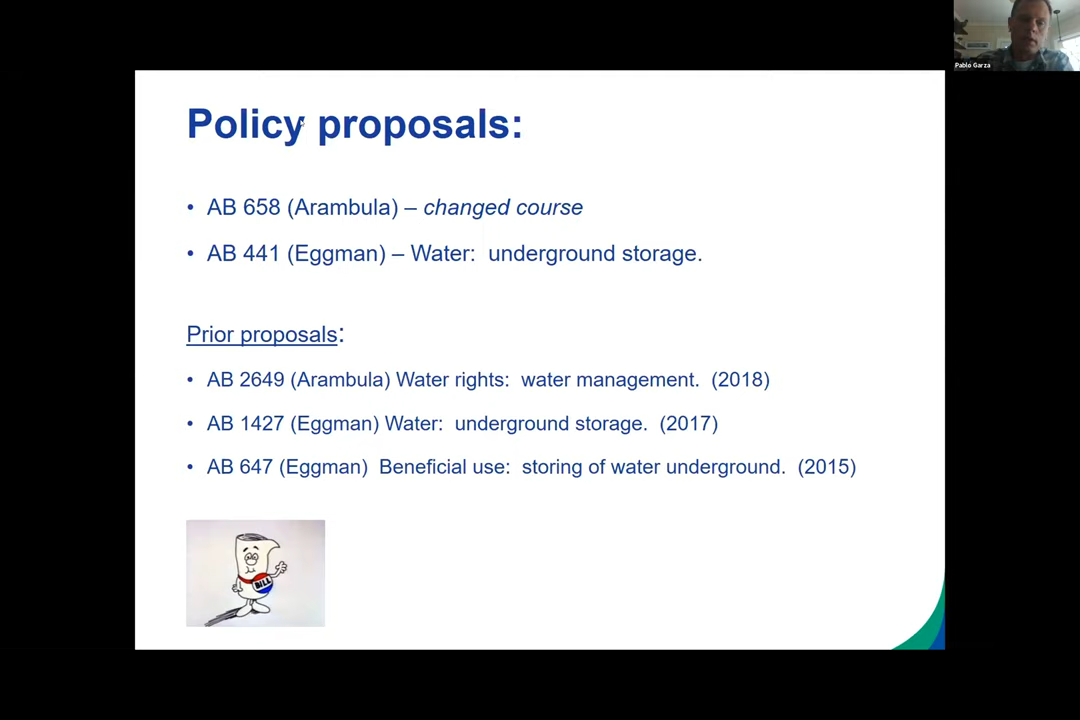 Pablo Garza
Policy proposals:
• AB 658 (Arambula) – changed course
• AB 441 (Eggman) – Water:  underground storage.
Prior proposals:
• AB 2649 (Arambula) Water rights:  water management.  (2018)
• AB 1427 (Eggman) Water:  underground storage.  (2017)
• AB 647 (Eggman)  Beneficial use:  storing of water underground.  (2015)
BILL